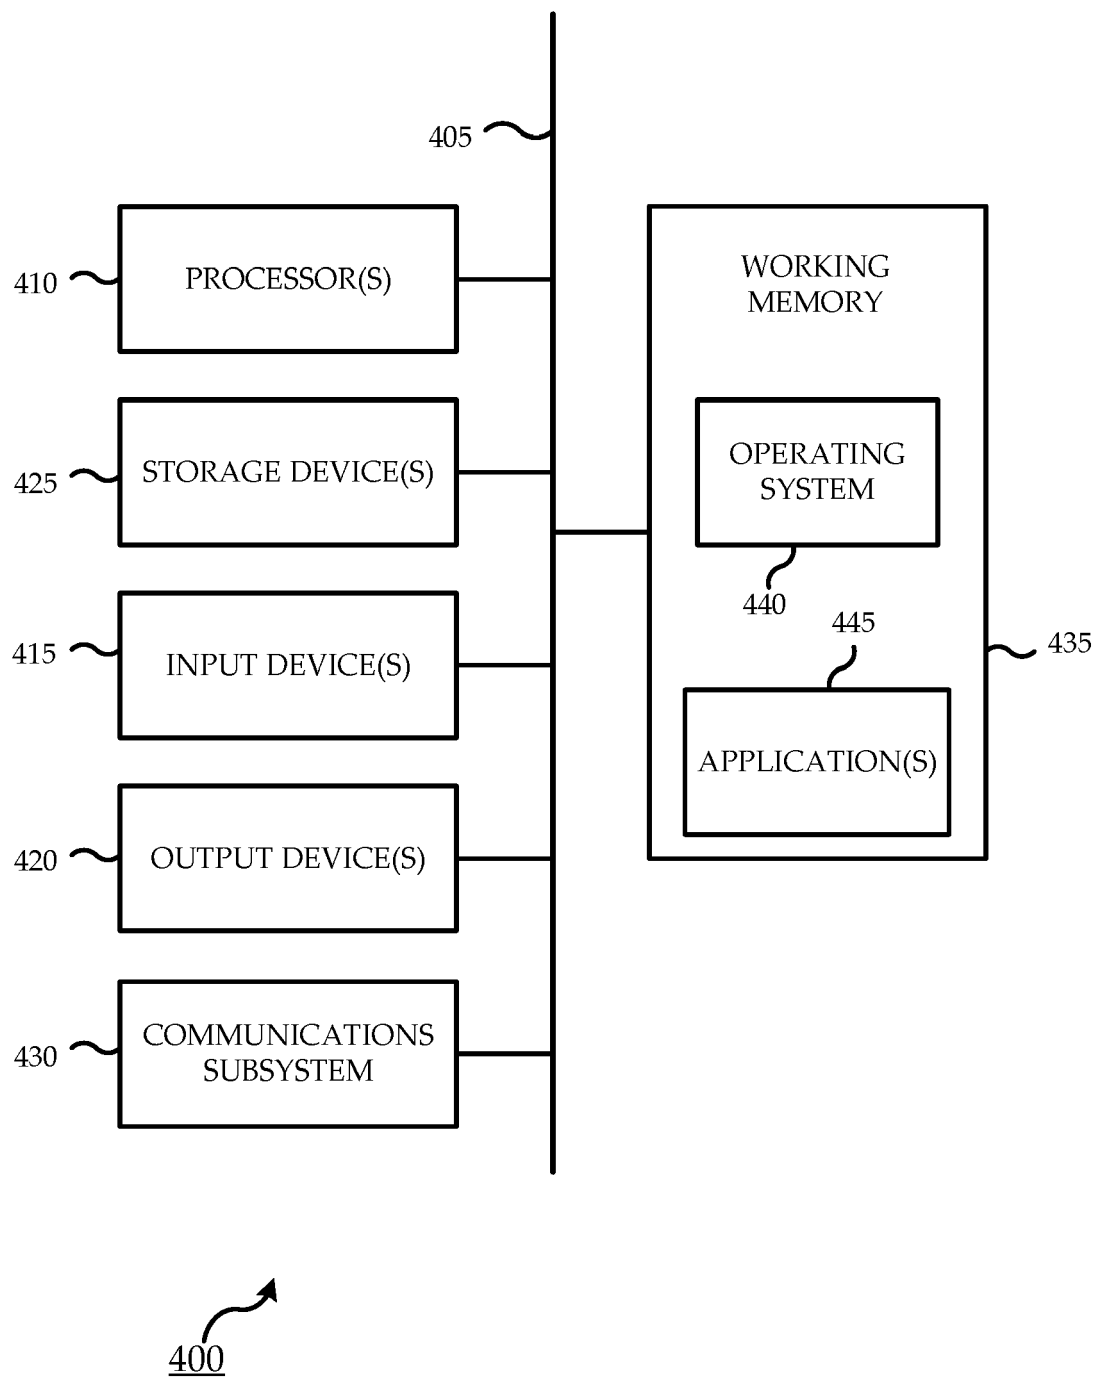 405
410
PROCESSOR(S)
425
STORAGE DEVICE(S)
415
INPUT DEVICE(S)
420
OUTPUT DEVICE(S)
430
COMMUNICATIONS
SUBSYSTEM
WORKING
MEMORY
OPERATING
SYSTEM
440
445
APPLICATION(S)
435
400